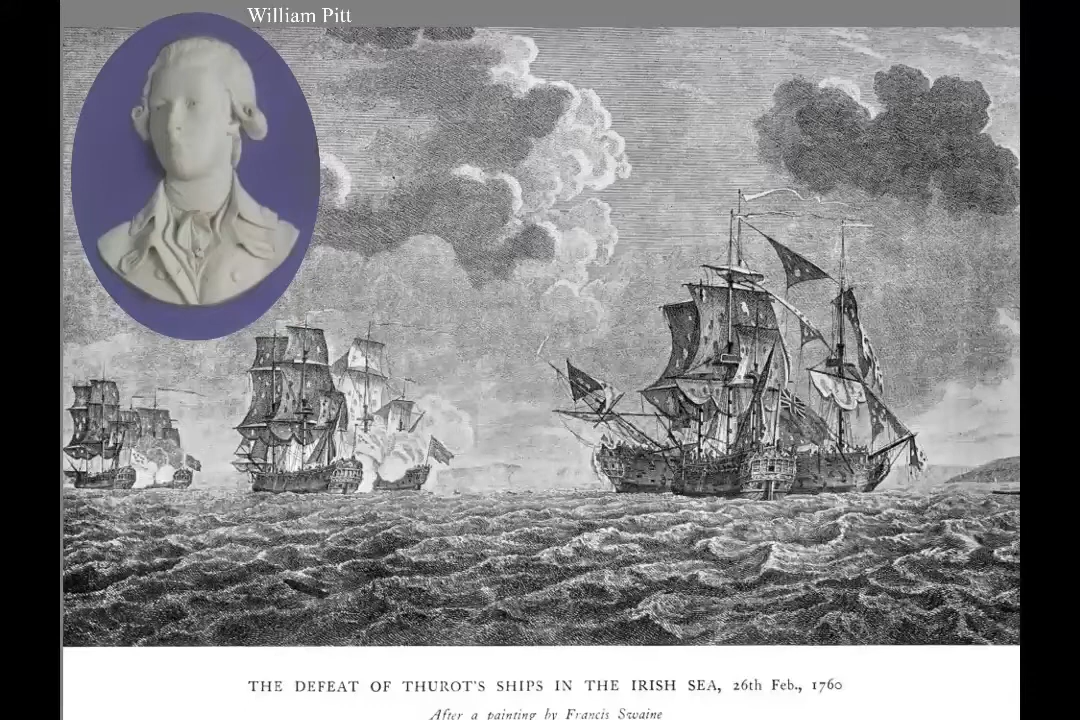 William Pitt
THE DEFEAT OF THUROT'S SHIPS IN THE IRISH SEA, 26th Feb., 1760
After a painting by Francis Swaine